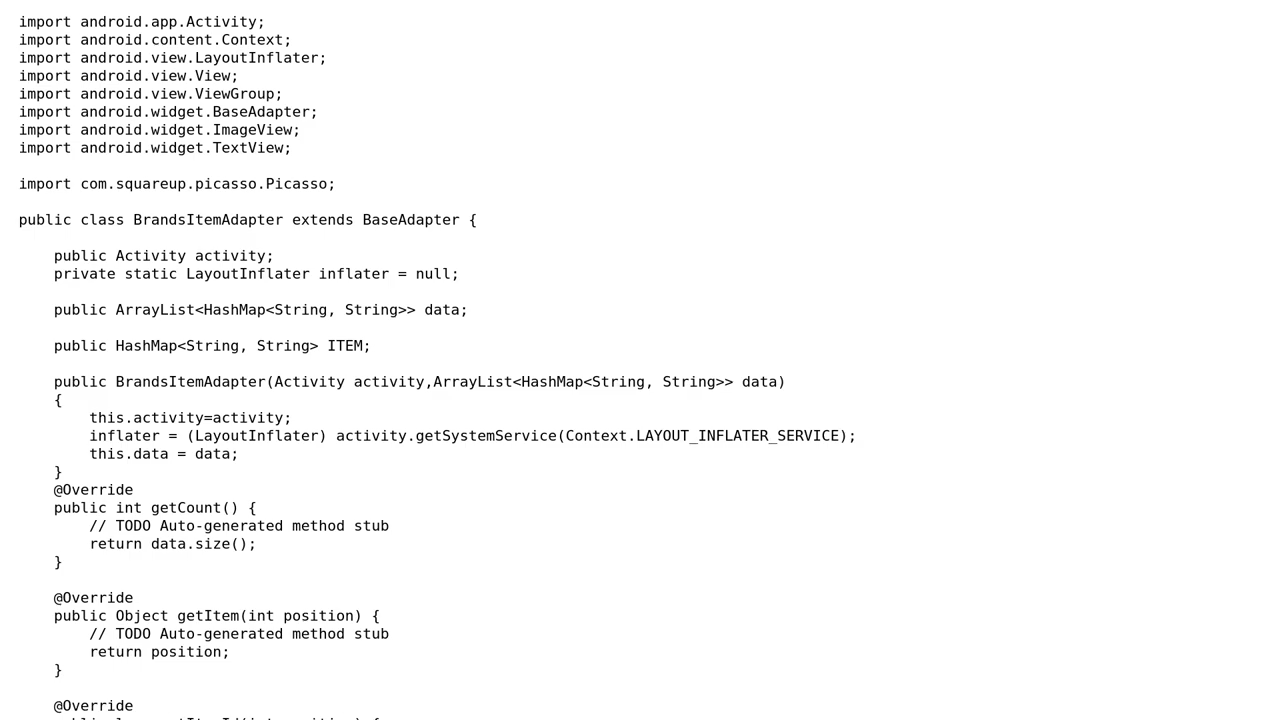 import android.app.Activity;
import android.content.Context;
import android.view.LayoutInflater;
import android.view.View;
import android.view.ViewGroup;
import android.widget.BaseAdapter;
import android.widget.ImageView;
import android.widget.TextView;

import com.squareup.picasso.Picasso;

public class BrandsItemAdapter extends BaseAdapter {

    public Activity activity;
    private static LayoutInflater inflater = null;

    public ArrayList<HashMap<String, String>> data;

    public HashMap<String, String> ITEM;

    public BrandsItemAdapter(Activity activity,ArrayList<HashMap<String, String>> data)
    {
        this.activity=activity;
        inflater = (LayoutInflater) activity.getSystemService(Context.LAYOUT_INFLATER_SERVICE);
        this.data = data;
    }
    @Override
    public int getCount() {
        // TODO Auto-generated method stub
        return data.size();
    }

    @Override
    public Object getItem(int position) {
        // TODO Auto-generated method stub
        return position;
    }

    @Override